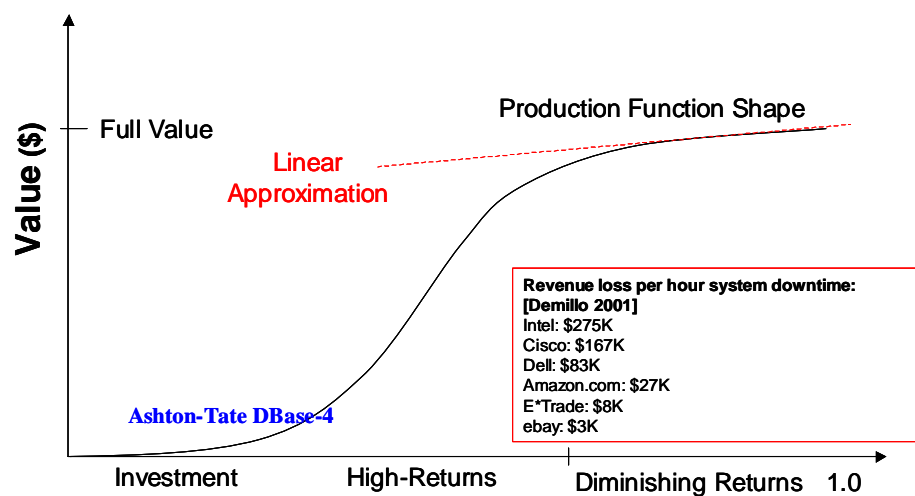 Production Function Shape
Full Value
Value ($)
Linear
Approximation
Revenue loss per hour system downtime:
[Demillo 2001]
Intel: $275K
Cisco: $167K
Dell: $83K
Amazon.com: $27K
E*Trade: $8K
ebay: $3K
Ashton-Tate DBase-4
Investment
High-Returns
Diminishing Returns
1.0